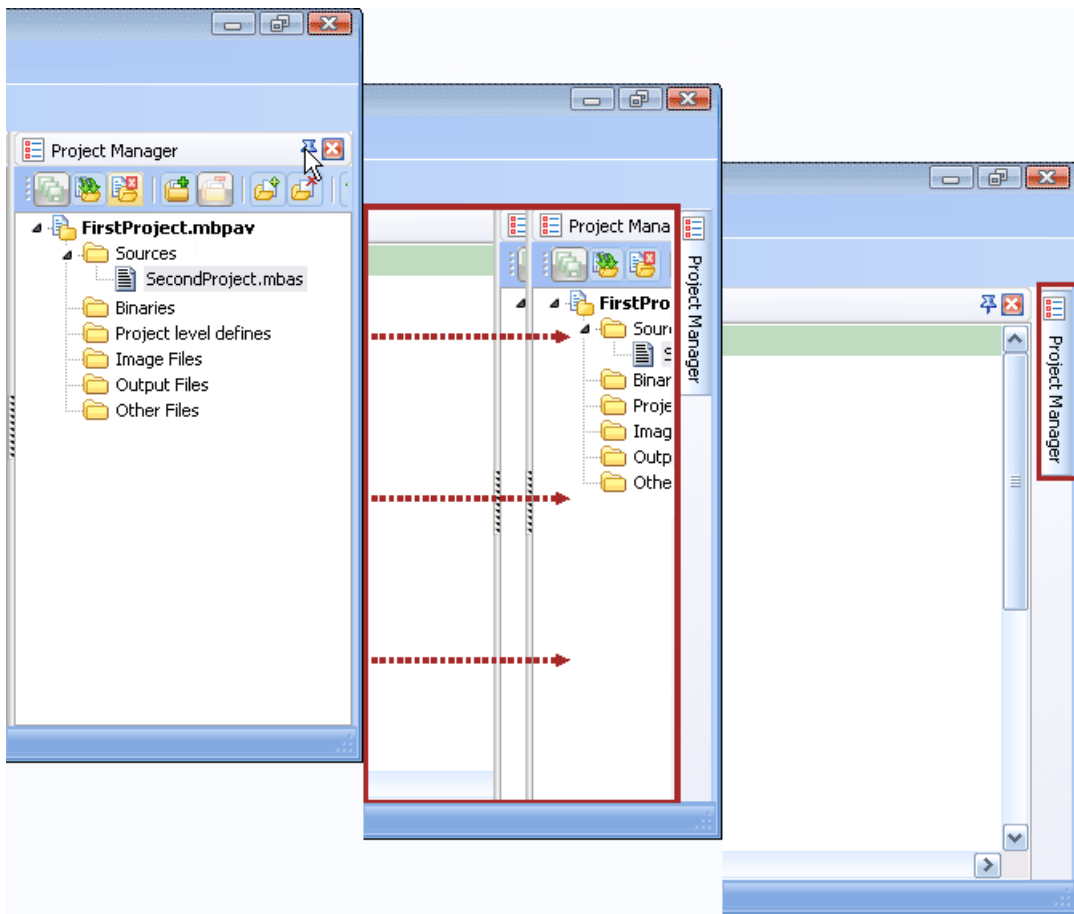 Project Manager
FirstProject.mbpav
Sources
SecondProject.mbas
Binaries
Project level defines
Image Files
Output Files
Other Files
Project Mana
FirstPro
Sour
S
Binar
Proje
Imag
Outp
Othe
Project Manager
Project Manager